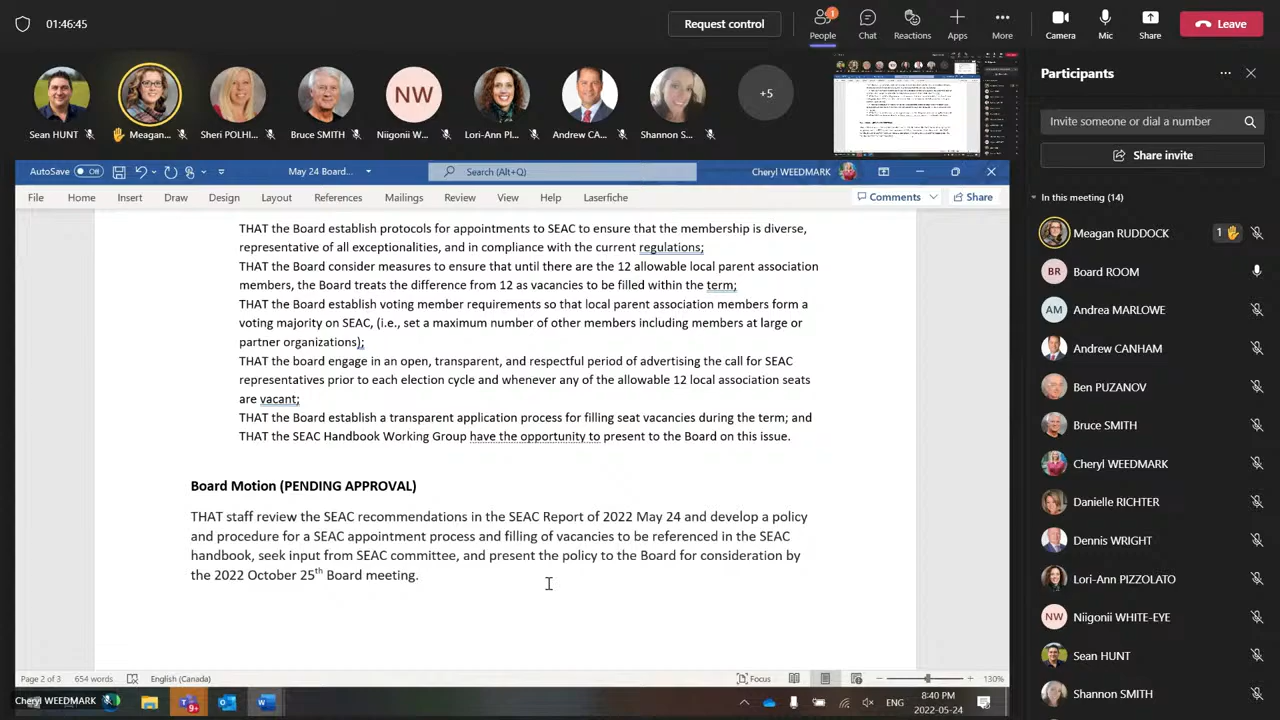 01:46:45
Request control
1
People
Chat
Reactions
Apps
More
Camera
Mic
Share
Leave
NW
+5
Sean HUNT
Meagan
SMITH
Niigonii W...
Lori-Ann PI...
Participan
Invite someone or dial a number
Share invite
In this meeting (14)
Meagan RUDDOCK
1
BR
Board ROOM
AM
Andrea MARLOWE
Andrew CANHAM
Ben PUZANOV
Bruce SMITH
Cheryl WEEDMARK
Danielle RICHTER
Dennis WRIGHT
Lori-Ann PIZZOLATO
NW
Niigonii WHITE-EYE
Sean HUNT
Shannon SMITH
AutoSave
Off
May 24 Board...
Search (Alt+Q)
Cheryl WEEDMARK
File
Home
Insert
Draw
Design
Layout
References
Mailings
Review
View
Help
Laserfiche
Comments
Share
THAT the Board establish protocols for appointments to SEAC to ensure that the membership is diverse,
representative of all exceptionalities, and in compliance with the current regulations;
THAT the Board consider measures to ensure that until there are the 12 allowable local parent association
members, the Board treats the difference from 12 as vacancies to be filled within the term;
THAT the Board establish voting member requirements so that local parent association members form a
voting majority on SEAC, (i.e., set a maximum number of other members including members at large or
partner organizations);
THAT the board engage in an open, transparent, and respectful period of advertising the call for SEAC
representatives prior to each election cycle and whenever any of the allowable 12 local association seats
are vacant;
THAT the Board establish a transparent application process for filling seat vacancies during the term; and
THAT the SEAC Handbook Working Group have the opportunity to present to the Board on this issue.
Board Motion (PENDING APPROVAL)
THAT staff review the SEAC recommendations in the SEAC Report of 2022 May 24 and develop a policy
and procedure for a SEAC appointment process and filling of vacancies to be referenced in the SEAC
handbook, seek input from SEAC committee, and present the policy to the Board for consideration by
the 2022 October 25th Board meeting.
Page 2 of 3
654 words
English (Canada)
Focus
130%
Cheryl WEEDMARK
9+
ENG
8:40 PM
2022-05-24